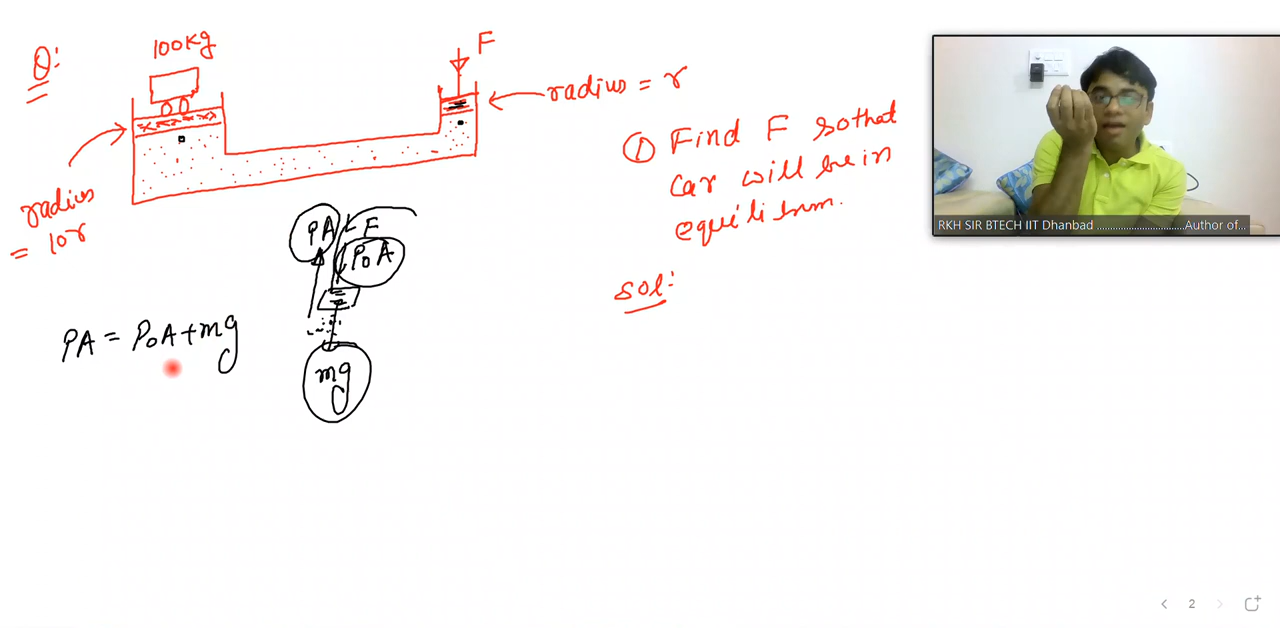 Q:
100kg
F
radius = r
radius
= 10r
① Find F so that
car will be in
equilibrium.
sol:
PA F
P₀A
mg
PA = P₀A + mg
RKH SIR BTECH IIT Dhanbad ..................................Author of...
2